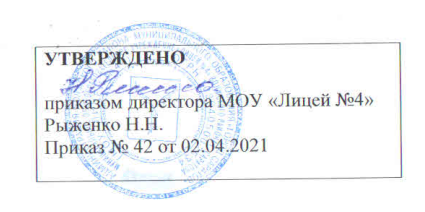 УТВЕРЖДЕНО
приказом директора МОУ «Лицей №4»
Рыженко Н.Н.
Приказ № 42 от 02.04.2021